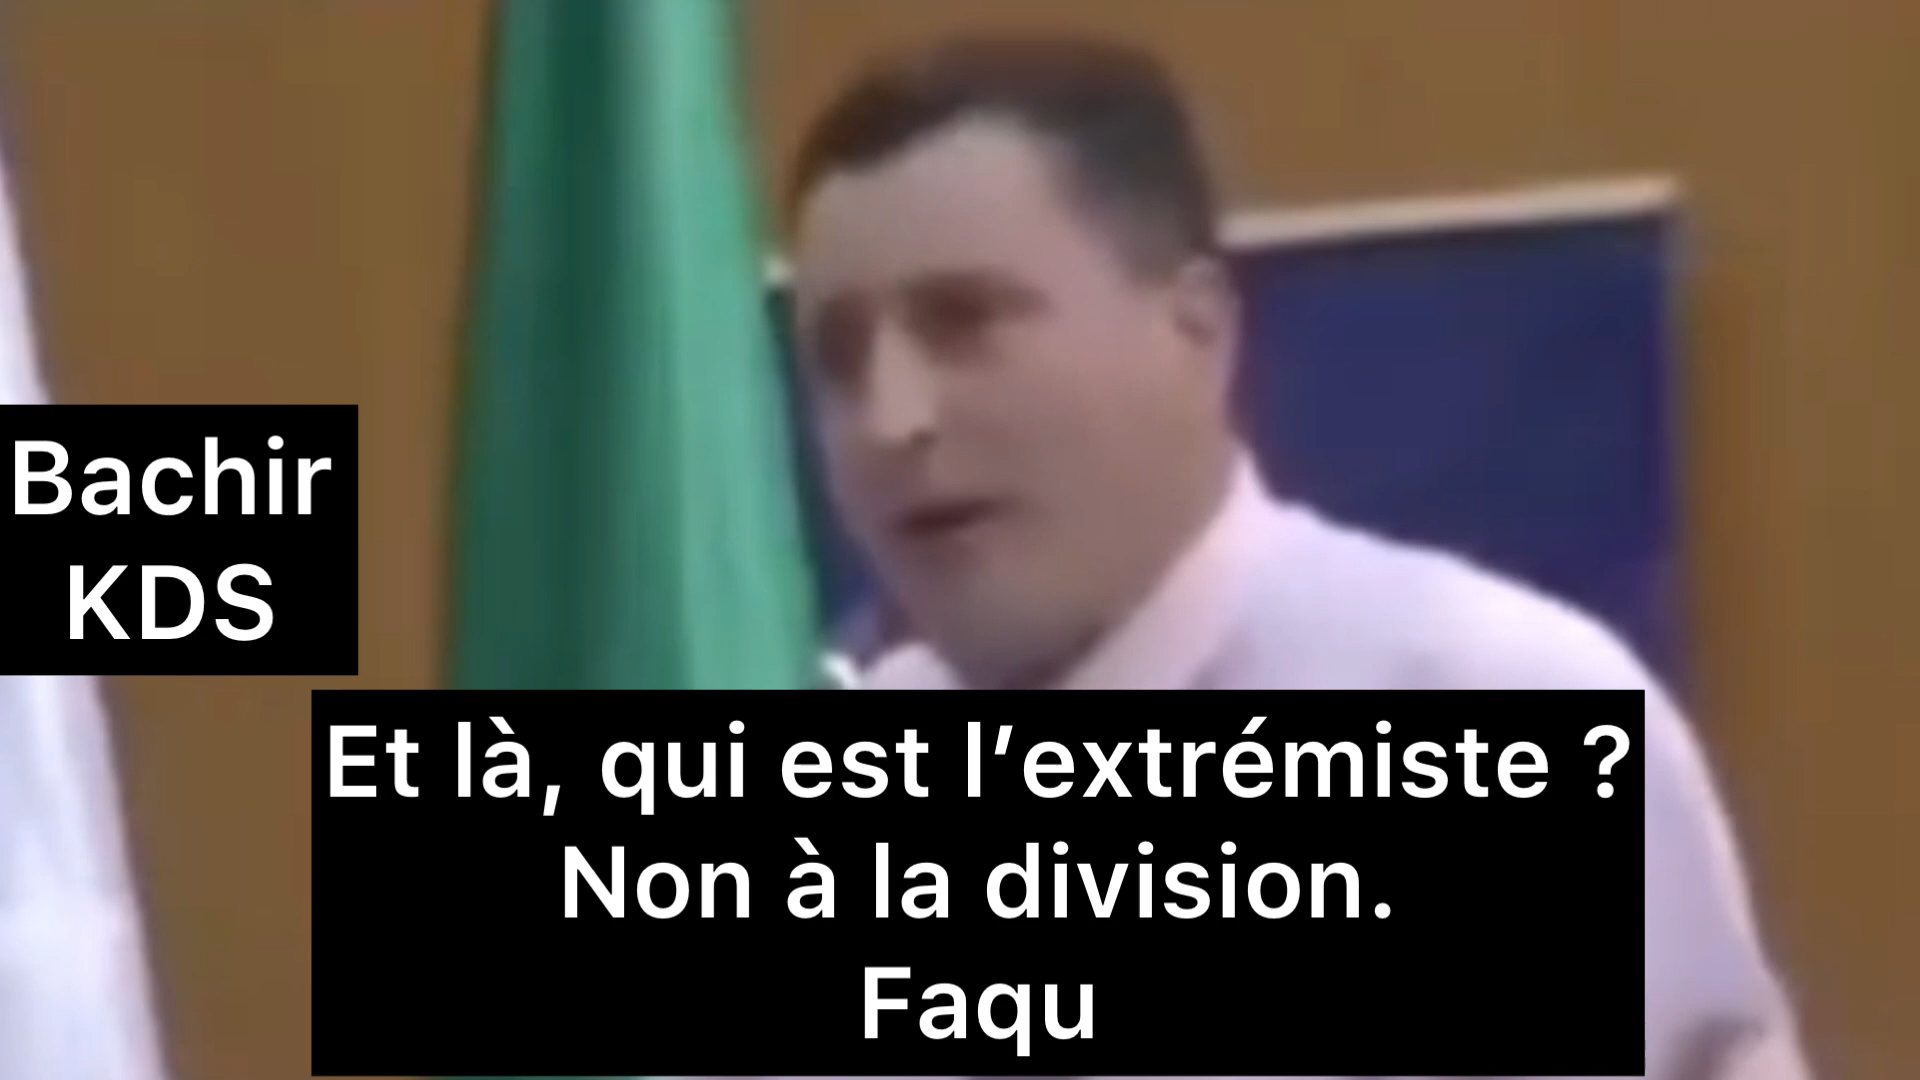 Bachir
KDS
Et là, qui est l’extrémiste ?
Non à la division.
Faqu